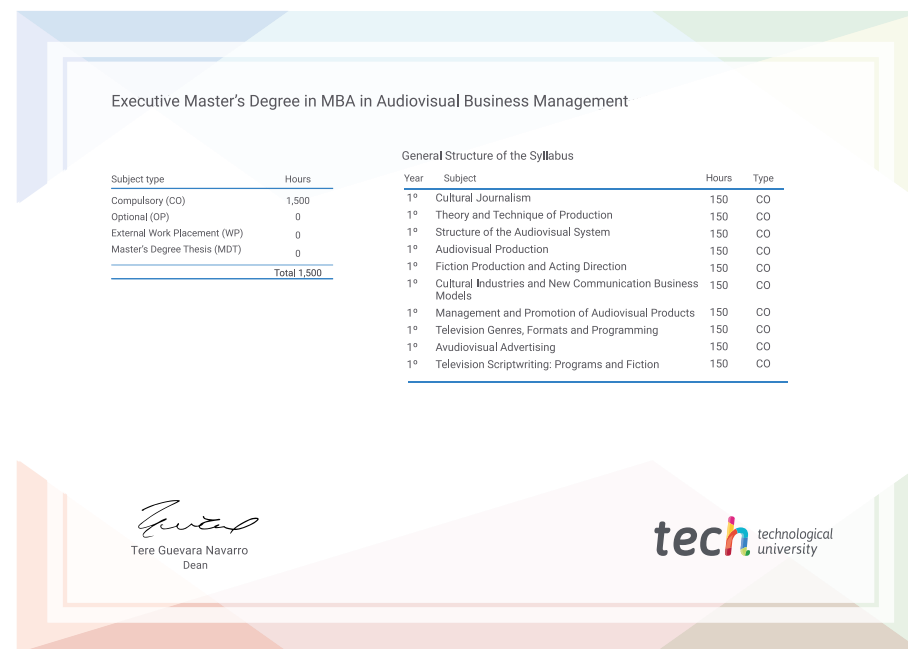 Executive Master's Degree in MBA in Audiovisual Business Management
Subject type Hours
Compulsory (CO) 1,500
Optional (OP) 0
External Work Placement (WP) 0
Master's Degree Thesis (MDT) 0
Total 1,500
General Structure of the Syllabus
Year Subject Hours Type
1º Cultural Journalism 150 CO
1º Theory and Technique of Production 150 CO
1º Structure of the Audiovisual System 150 CO
1º Audiovisual Production 150 CO
1º Fiction Production and Acting Direction 150 CO
1º Cultural Industries and New Communication Business 150 CO
Models
1º Management and Promotion of Audiovisual Products 150 CO
1º Television Genres, Formats and Programming 150 CO
1º Avudiovisual Advertising 150 CO
1º Television Scriptwriting: Programs and Fiction 150 CO
Tere Guevara Navarro
Dean
tech technological
university